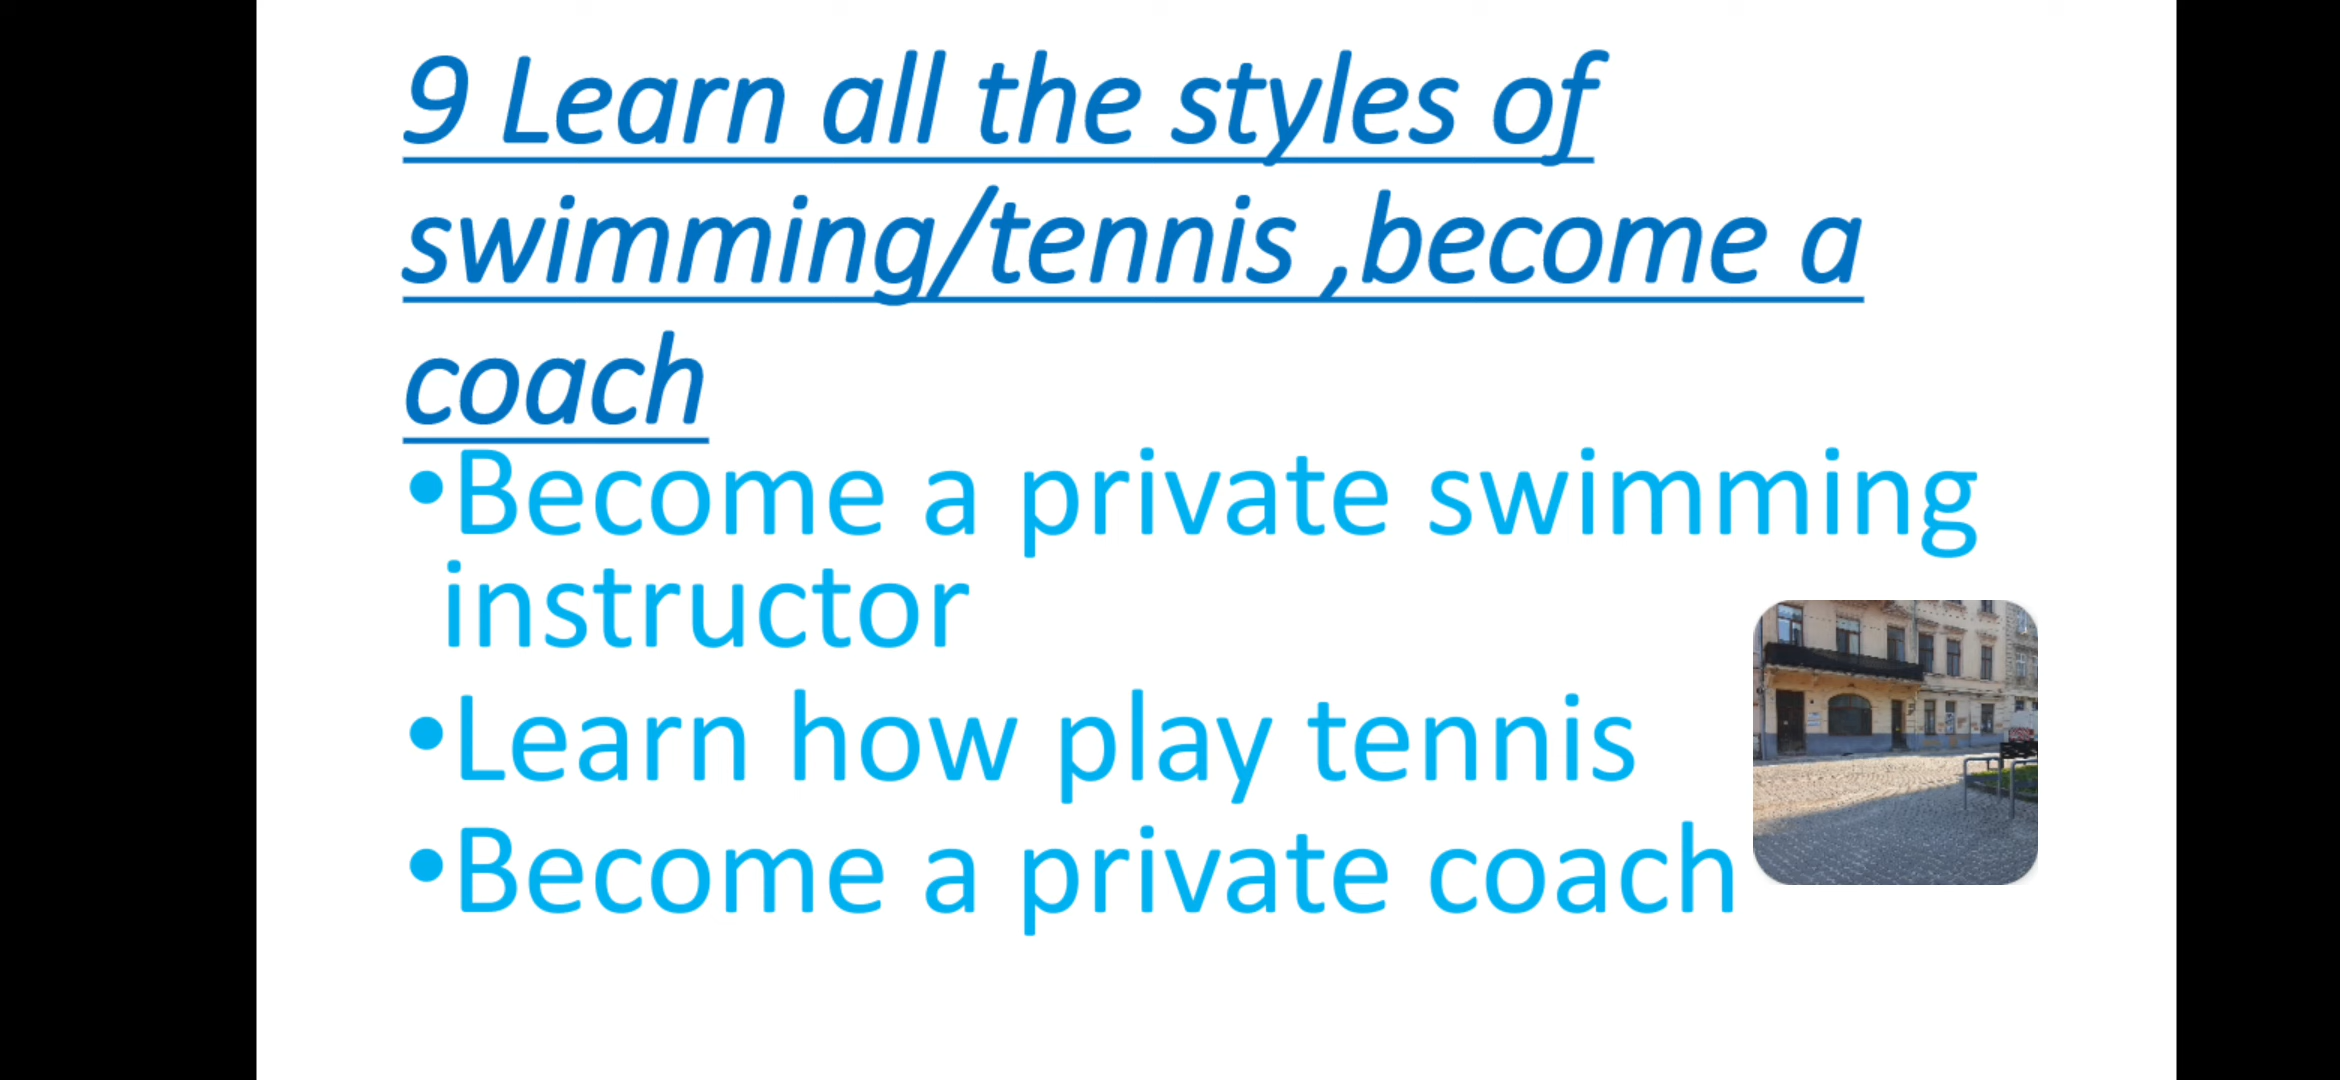 9 Learn all the styles of
swimming/tennis ,become a
coach
•Become a private swimming
instructor
•Learn how play tennis
•Become a private coach